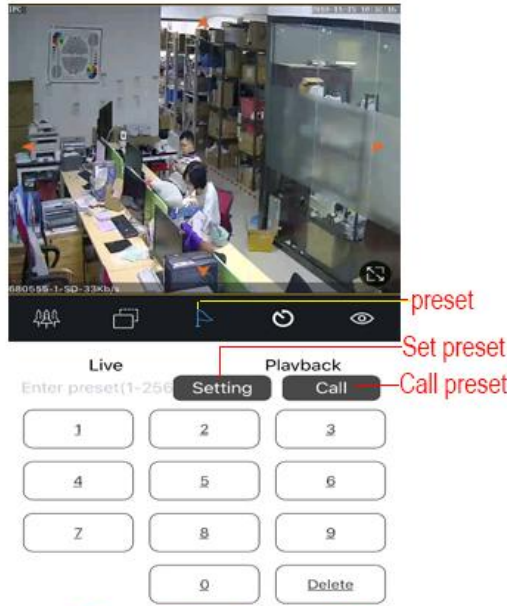 IPC
680555-1-SD-33Kb/s
preset
Set preset
Live Playback
Enter preset(1-256 Setting Call
Call preset
1 2 3
4 5 6
7 8 9
0 Delete